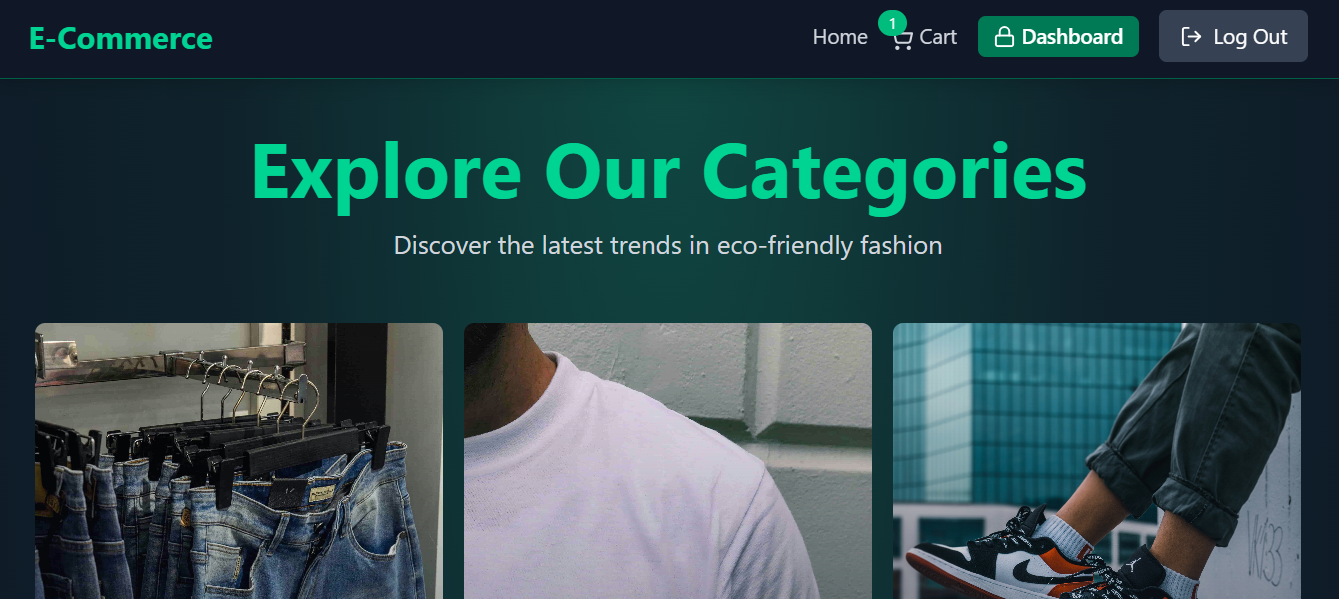 E-Commerce
Home
1
Cart
Dashboard
Log Out
Explore Our Categories
Discover the latest trends in eco-friendly fashion